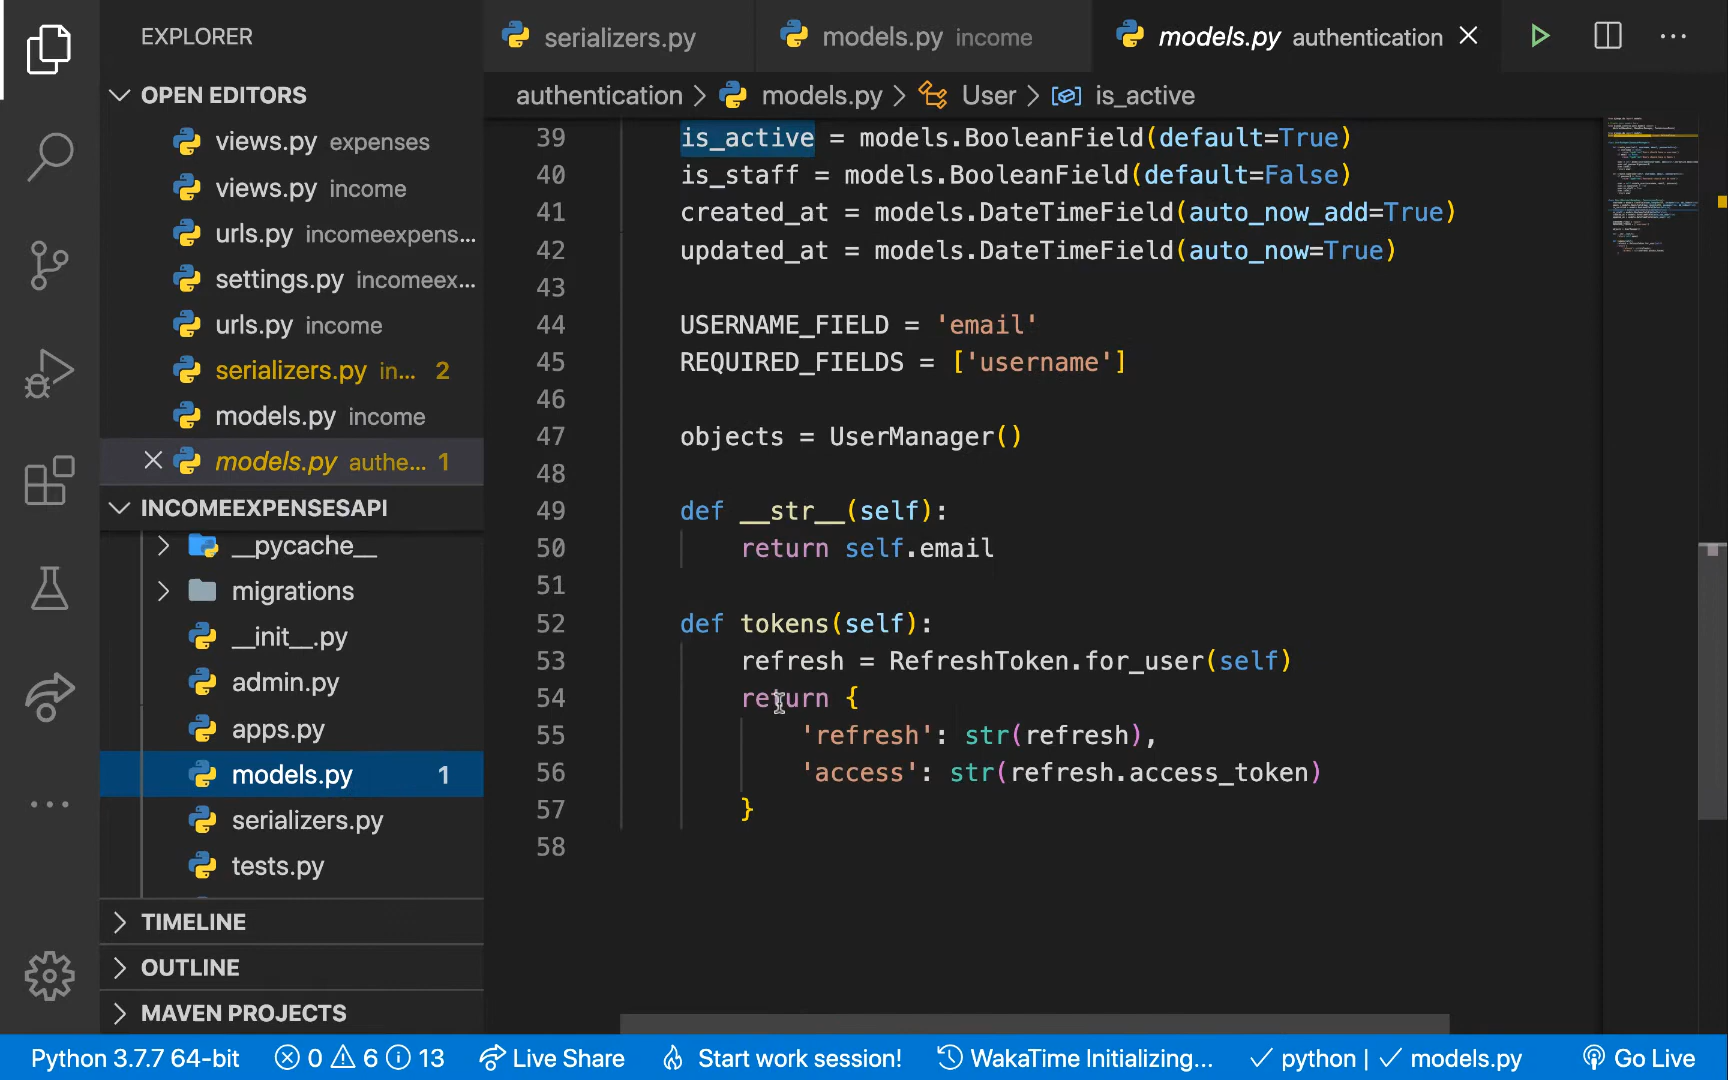 EXPLORER
OPEN EDITORS
views.py expenses
views.py income
urls.py incomeexpens...
settings.py incomeex...
urls.py income
serializers.py in... 2
models.py income
models.py authe... 1
INCOMEEXPENSESAPI
__pycache__
migrations
__init__.py
admin.py
apps.py
models.py 1
serializers.py
tests.py
TIMELINE
OUTLINE
MAVEN PROJECTS
serializers.py
models.py income
models.py authentication
authentication > models.py > User > is_active
39 is_active = models.BooleanField(default=True)
40 is_staff = models.BooleanField(default=False)
41 created_at = models.DateTimeField(auto_now_add=True)
42 updated_at = models.DateTimeField(auto_now=True)
43
44 USERNAME_FIELD = 'email'
45 REQUIRED_FIELDS = ['username']
46
47 objects = UserManager()
48
49 def __str__(self):
50 return self.email
51
52 def tokens(self):
53 refresh = RefreshToken.for_user(self)
54 return {
55 'refresh': str(refresh),
56 'access': str(refresh.access_token)
57 }
58
Python 3.7.7 64-bit 0 6 13 Live Share Start work session! WakaTime Initializing... python | models.py Go Live